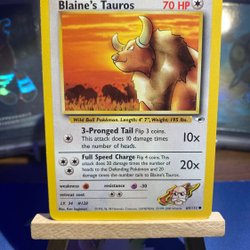 Blaine's Tauros 70 HP
Wild Bull Pokémon. Length: 4' 7", Weight: 195 lbs.
3-Pronged Tail Flip 3 coins.
This attack does 10 damage times
the number of heads.
10x
Full Speed Charge Flip 4 coins. This
attack does 20 damage times the number of
heads to the Defending Pokémon and 20
damage times the number tails to Blaine's Tauros.
20x
weakness resistance -30
retreat cost
LV. 34 #128